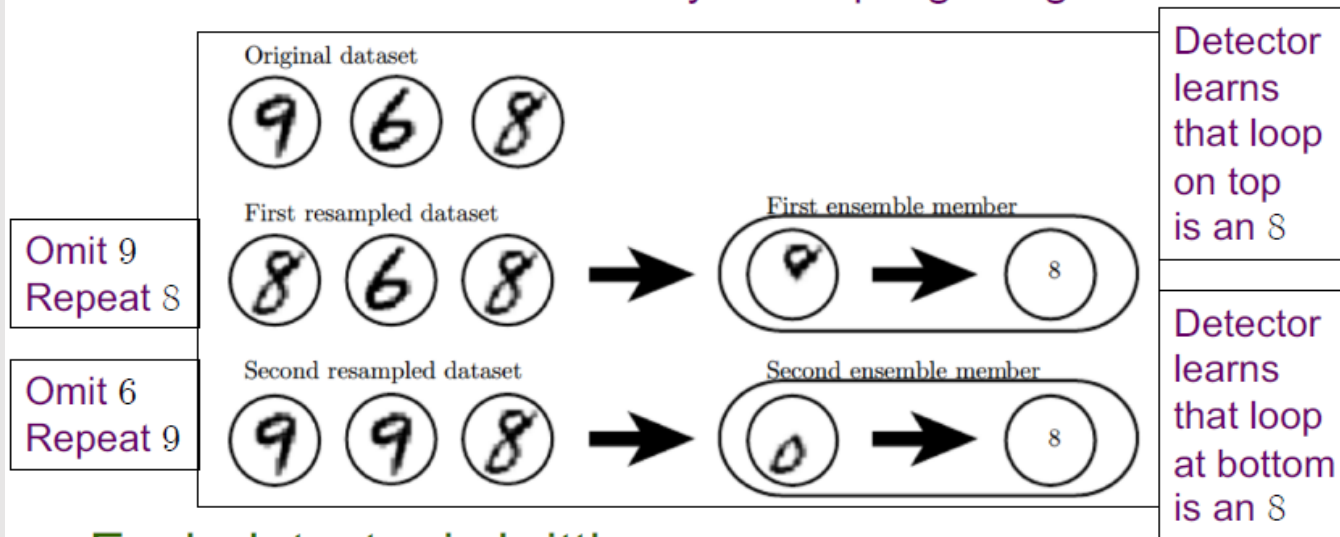 Original dataset
9 6 8
First resampled dataset
8 6 8
First ensemble member
8
Second resampled dataset
9 9 8
Second ensemble member
8
Omit 9
Repeat 8
Omit 6
Repeat 9
Detector
learns
that loop
on top
is an 8
Detector
learns
that loop
at bottom
is an 8